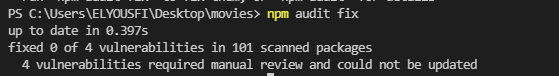 PS C:\Users\ELYOUSFI\Desktop\movies> npm audit fix
up to date in 0.397s
fixed 0 of 4 vulnerabilities in 101 scanned packages
  4 vulnerabilities required manual review and could not be updated